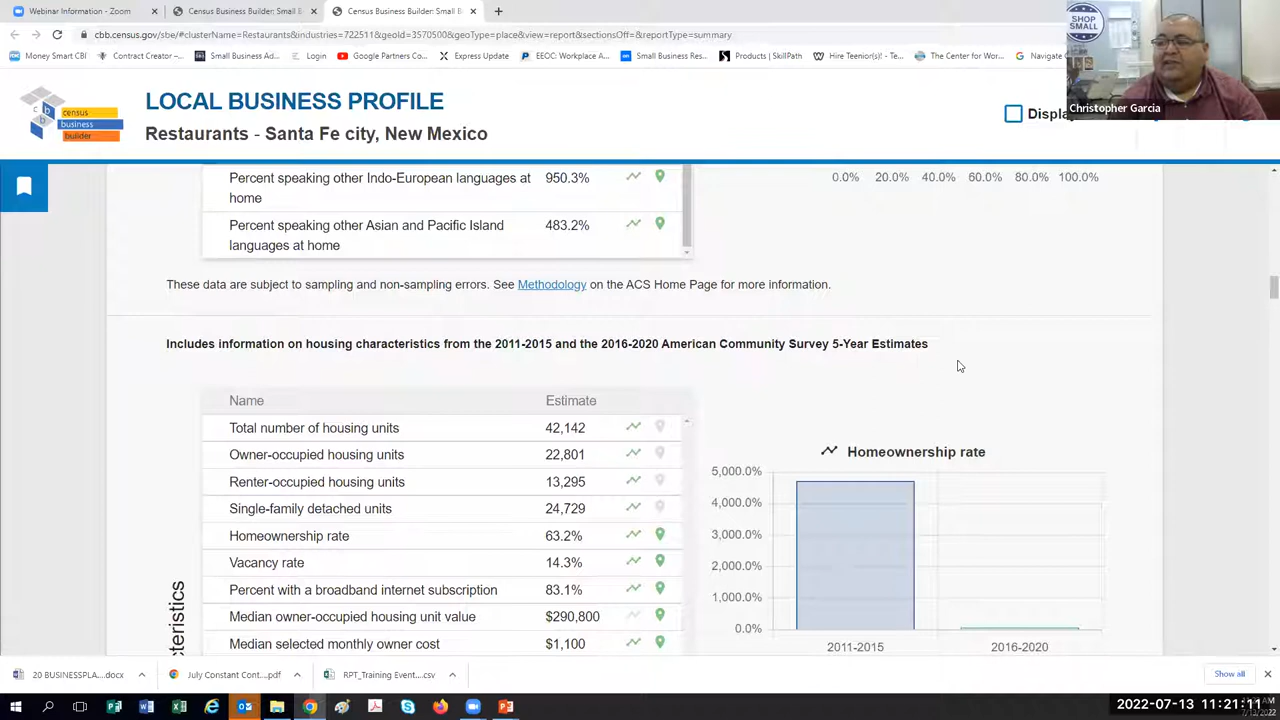 Webinar Information - Zoom
Census Business Builder: Small B
Census Business Builder: Small B
cbb.census.gov/sbe/#clusterName=Restaurants&industries=722511
3570500&geoType=place&view=report&sectionsOff=&reportType=summary
Money Smart CBI
Contract Creator –...
Small Business Ad...
Login
Google Partners Co...
Express Update
EEOC: Workplace A...
Small Business Res...
Products | SkillPath
Hire Teenior(s)! - Te...
The Center for Wor...
Navigate
SHOP
SMALL
Christopher Garcia
census
business
builder
LOCAL BUSINESS PROFILE
Restaurants - Santa Fe city, New Mexico
Percent speaking other Indo-European languages at home 950.3%
Percent speaking other Asian and Pacific Island languages at home 483.2%
0.0% 20.0% 40.0% 60.0% 80.0% 100.0%
These data are subject to sampling and non-sampling errors. See Methodology on the ACS Home Page for more information.
Includes information on housing characteristics from the 2011-2015 and the 2016-2020 American Community Survey 5-Year Estimates
Name Estimate
Total number of housing units 42,142
Owner-occupied housing units 22,801
Renter-occupied housing units 13,295
Single-family detached units 24,729
Homeownership rate 63.2%
Vacancy rate 14.3%
Percent with a broadband internet subscription 83.1%
Median owner-occupied housing unit value $290,800
Median selected monthly owner cost $1,100
Homeownership rate
5,000.0%
4,000.0%
3,000.0%
2,000.0%
1,000.0%
0.0%
2011-2015 2016-2020
20 BUSINESSPLA....docx
July Constant Cont....pdf
RPT_Training Event....csv
Show all
2022-07-13 11:21:11